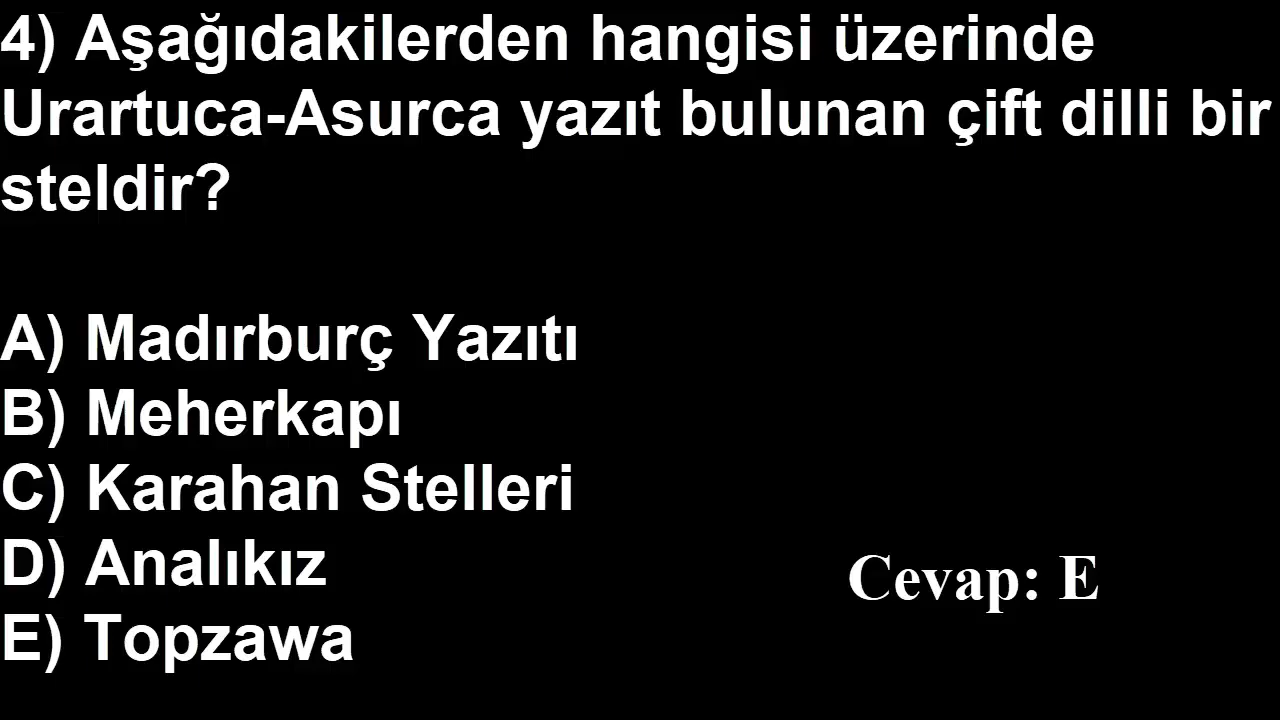 4) Aşağıdakilerden hangisi üzerinde
Urartuca-Asurca yazıt bulunan çift dilli bir
steldir?
A) Madırburç Yazıtı
B) Meherkapı
C) Karahan Stelleri
D) Analıkız
Cevap: E
E) Topzawa